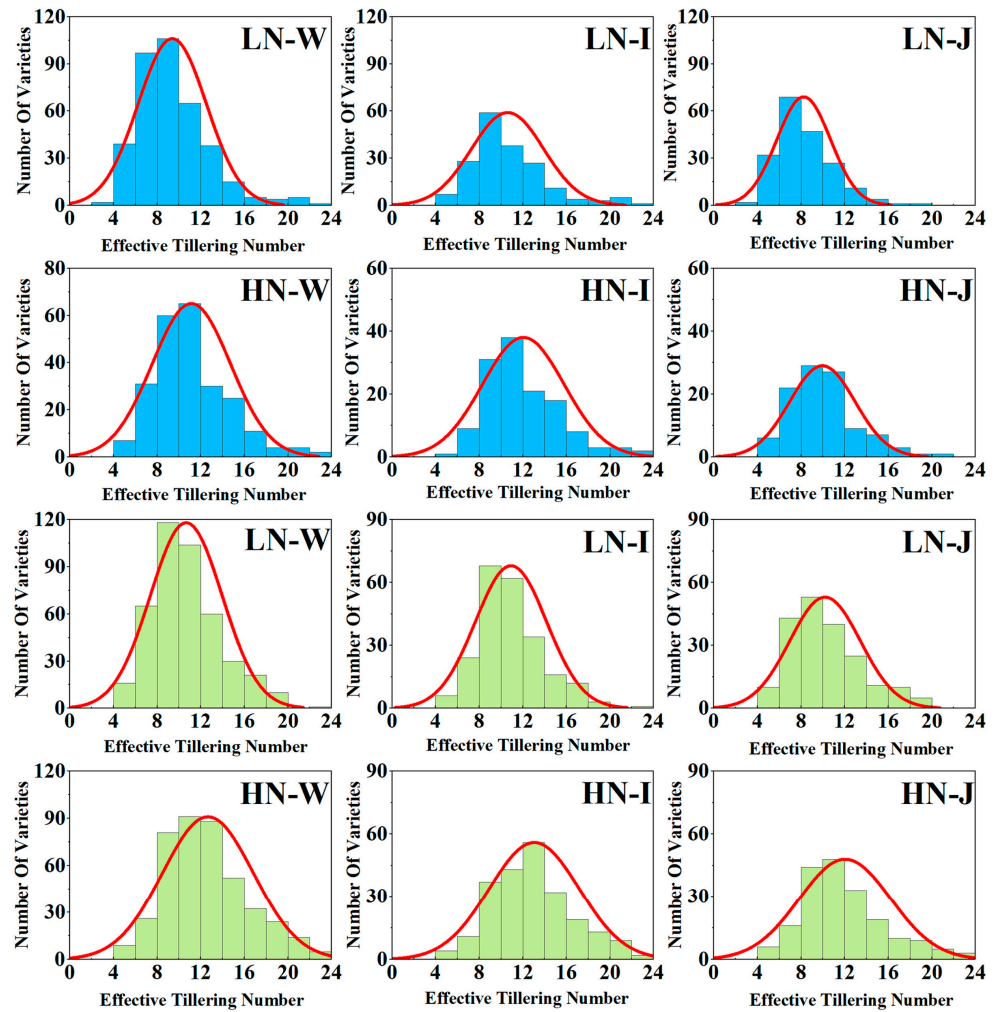 LN-W
Number Of Varieties
120
90
60
30
0
0 4 8 12 16 20 24
Effective Tillering Number
LN-I
Number Of Varieties
120
90
60
30
0
0 4 8 12 16 20 24
Effective Tillering Number
LN-J
Number Of Varieties
120
90
60
30
0
0 4 8 12 16 20 24
Effective Tillering Number
HN-W
Number Of Varieties
80
60
40
20
0
0 4 8 12 16 20 24
Effective Tillering Number
HN-I
Number Of Varieties
60
40
20
0
0 4 8 12 16 20 24
Effective Tillering Number
HN-J
Number Of Varieties
60
40
20
0
0 4 8 12 16 20 24
Effective Tillering Number
LN-W
Number Of Varieties
120
90
60
30
0
0 4 8 12 16 20 24
Effective Tillering Number
LN-I
Number Of Varieties
90
60
30
0
0 4 8 12 16 20 24
Effective Tillering Number
LN-J
Number Of Varieties
90
60
30
0
0 4 8 12 16 20 24
Effective Tillering Number
HN-W
Number Of Varieties
120
90
60
30
0
0 4 8 12 16 20 24
Effective Tillering Number
HN-I
Number Of Varieties
90
60
30
0
0 4 8 12 16 20 24
Effective Tillering Number
HN-J
Number Of Varieties
90
60
30
0
0 4 8 12 16 20 24
Effective Tillering Number